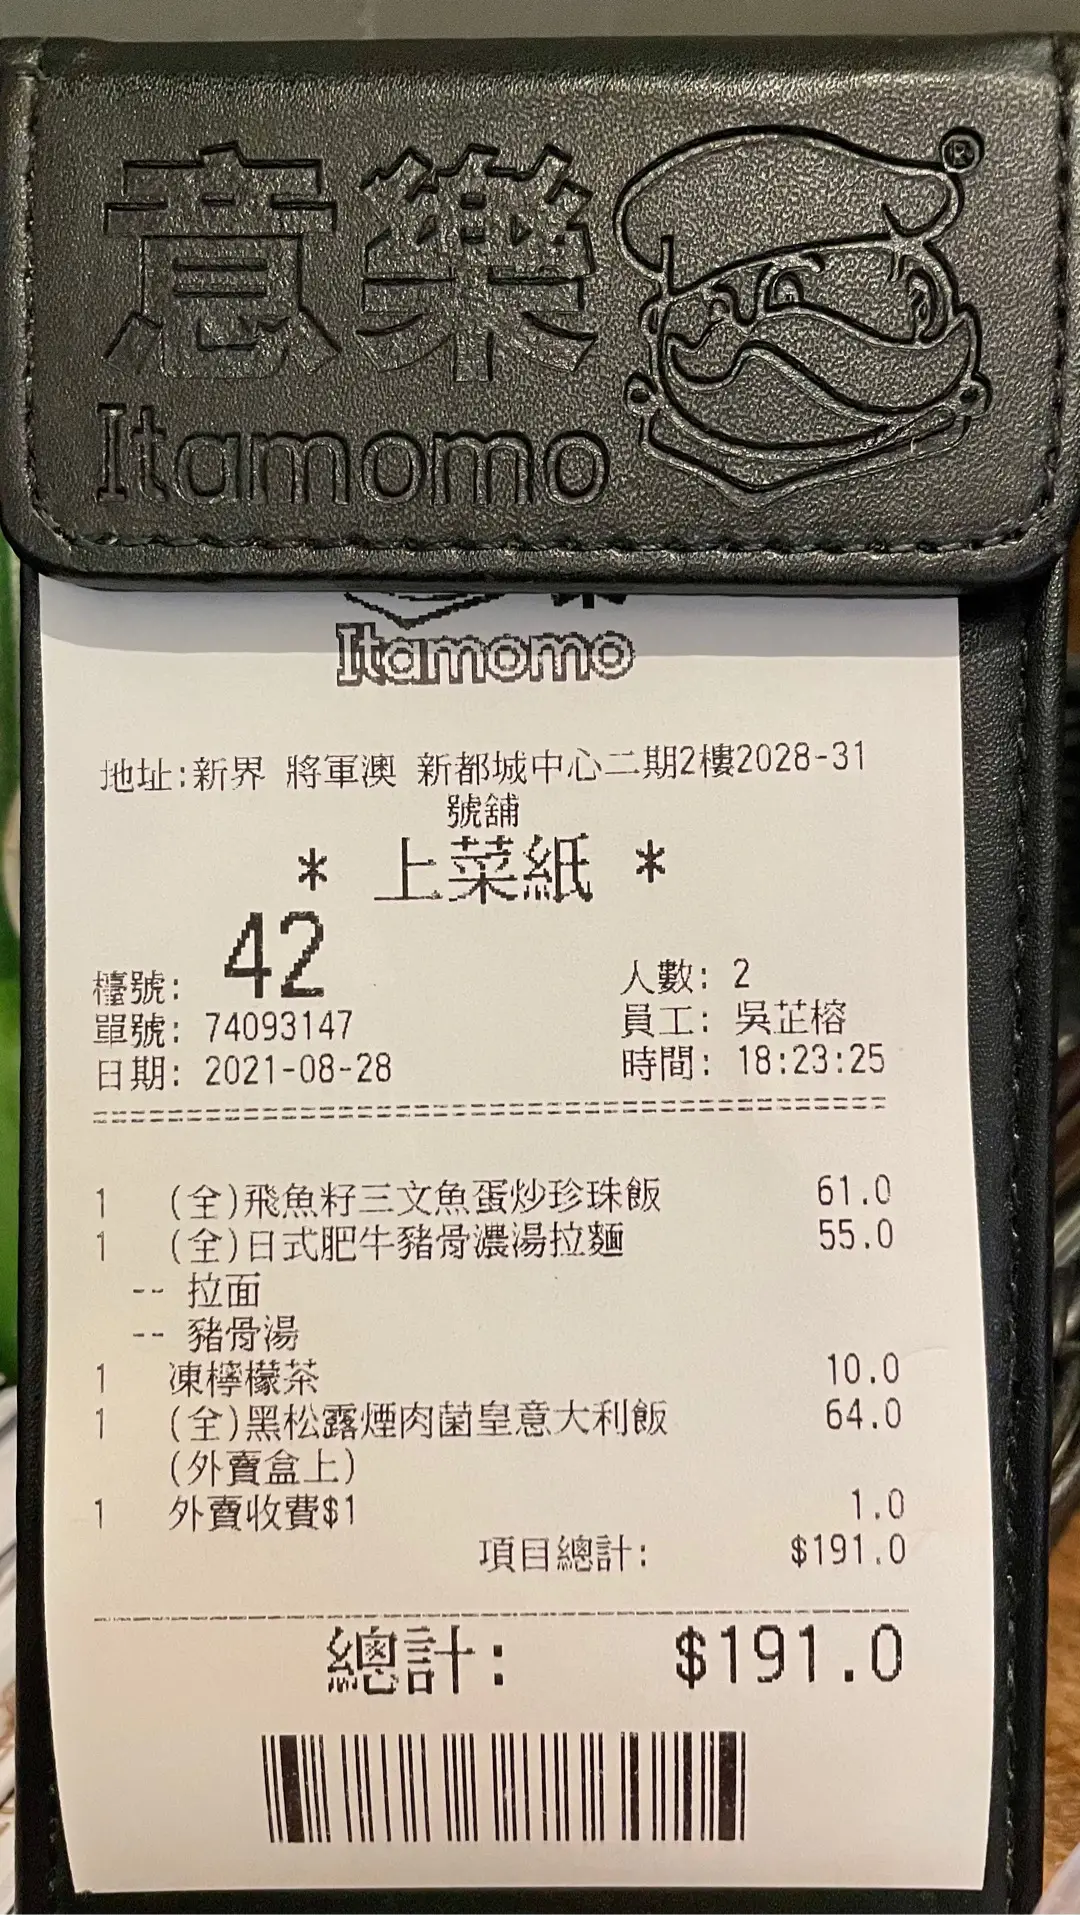 意樂
®
Itamomo
Itamomo
地址:新界 將軍澳 新都城中心二期2樓2028-31
號舖
* 上菜紙 *
檯號: 42
人數: 2
單號: 74093147
員工: 吳芷榕
日期: 2021-08-28
時間: 18:23:25
1 (全)飛魚籽三文魚蛋炒珍珠飯 61.0
1 (全)日式肥牛豬骨濃湯拉麵 55.0
-- 拉面
-- 豬骨湯
1 凍檸檬茶 10.0
1 (全)黑松露煙肉菌皇意大利飯 64.0
(外賣盒上)
1 外賣收費$1 1.0
項目總計: $191.0
總計: $191.0